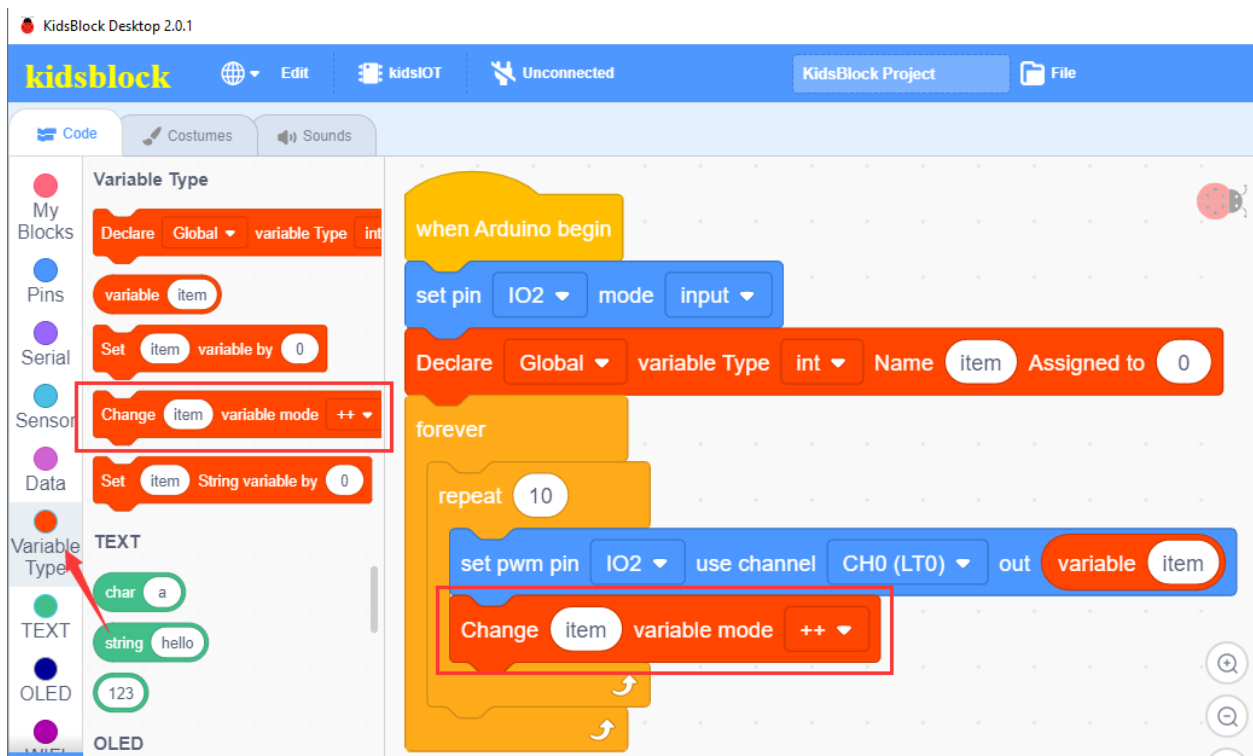 KidsBlock Desktop 2.0.1
kidsblock Edit kidsIOT Unconnected KidsBlock Project File
Code Costumes Sounds
My
Blocks
Pins
Serial
Sensor
Data
Variable
Type
TEXT
OLED
Variable Type
Declare Global variable Type int
variable item
Set item variable by 0
Change item variable mode ++
Set item String variable by 0
TEXT
char a
string hello
123
OLED
when Arduino begin
set pin IO2 mode input
Declare Global variable Type int Name item Assigned to 0
forever
repeat 10
set pwm pin IO2 use channel CH0 (LT0) out variable item
Change item variable mode ++